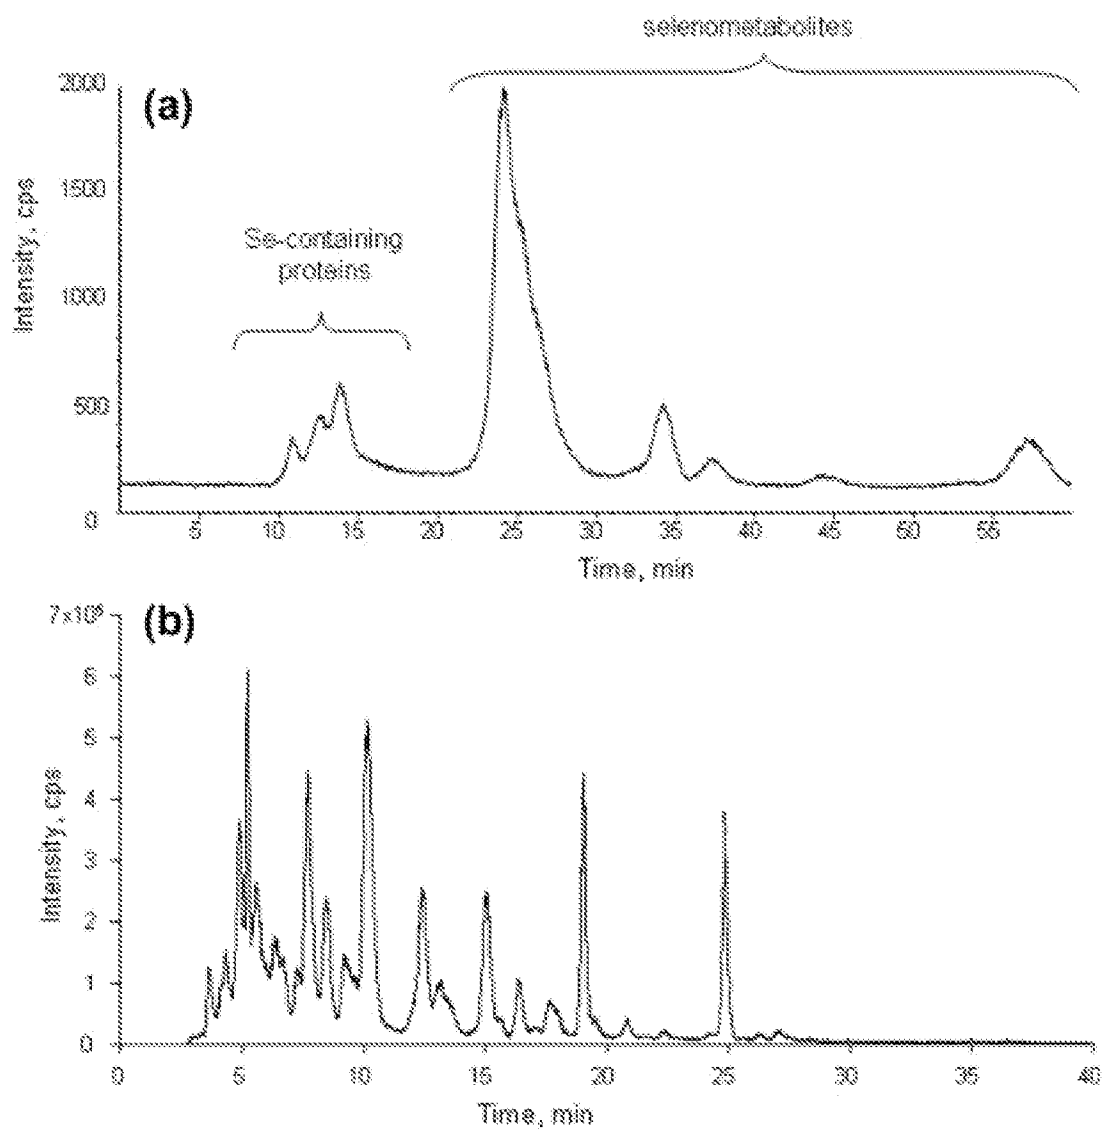 selenometabolites
(a)
2000
1500
1000
500
0
Intensity, cps
Se-containing
proteins
5 10 15 20 25 30 35 40 45 50 55
Time, min
(b)
7x10⁶
6
5
4
3
2
1
0
Intensity, cps
0 5 10 15 20 25 30 35 40
Time, min